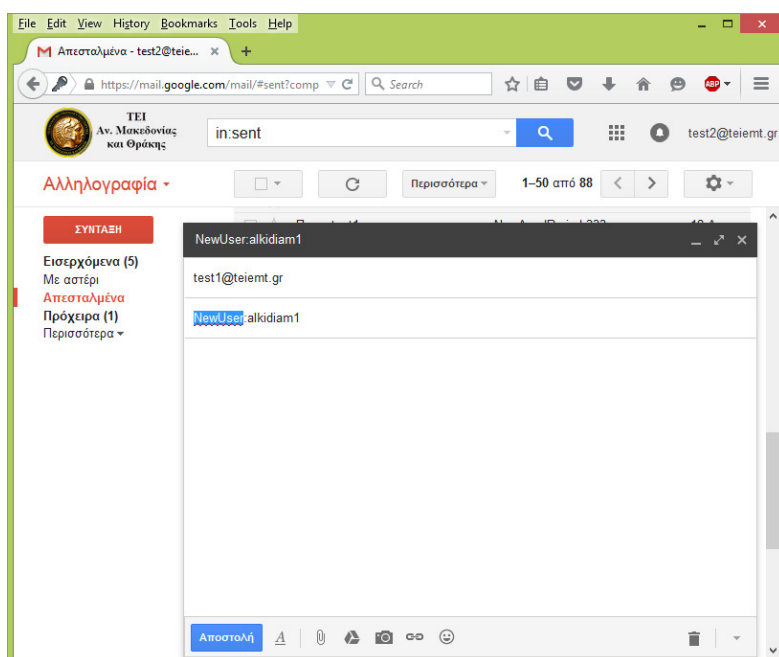 File Edit View History Bookmarks Tools Help
Απεσταλμένα - test2@teie...
https://mail.google.com/mail/#sent?comp
Search
ABP
ΤΕΙ
Αν. Μακεδονίας
και Θράκης
in:sent
test2@teiemt.gr
Αλληλογραφία
Περισσότερα
1–50 από 88
ΣΥΝΤΑΞΗ
Εισερχόμενα (5)
Με αστέρι
Απεσταλμένα
Πρόχειρα (1)
Περισσότερα
NewUser:alkidiam1
test1@teiemt.gr
NewUser:alkidiam1
Αποστολή
A